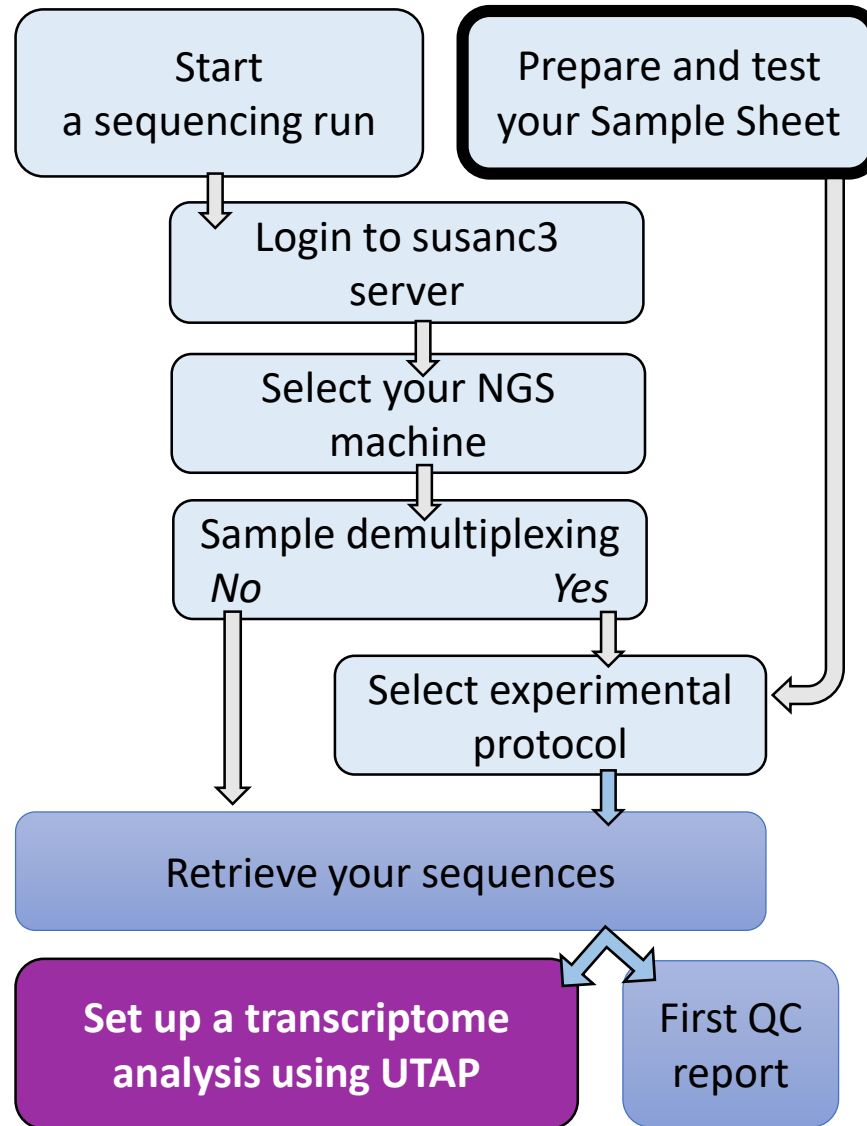 Start
a sequencing run
Prepare and test
your Sample Sheet
Login to susanc3
server
Select your NGS
machine
Sample demultiplexing
No
Yes
Select experimental
protocol
Retrieve your sequences
Set up a transcriptome
analysis using UTAP
First QC
report